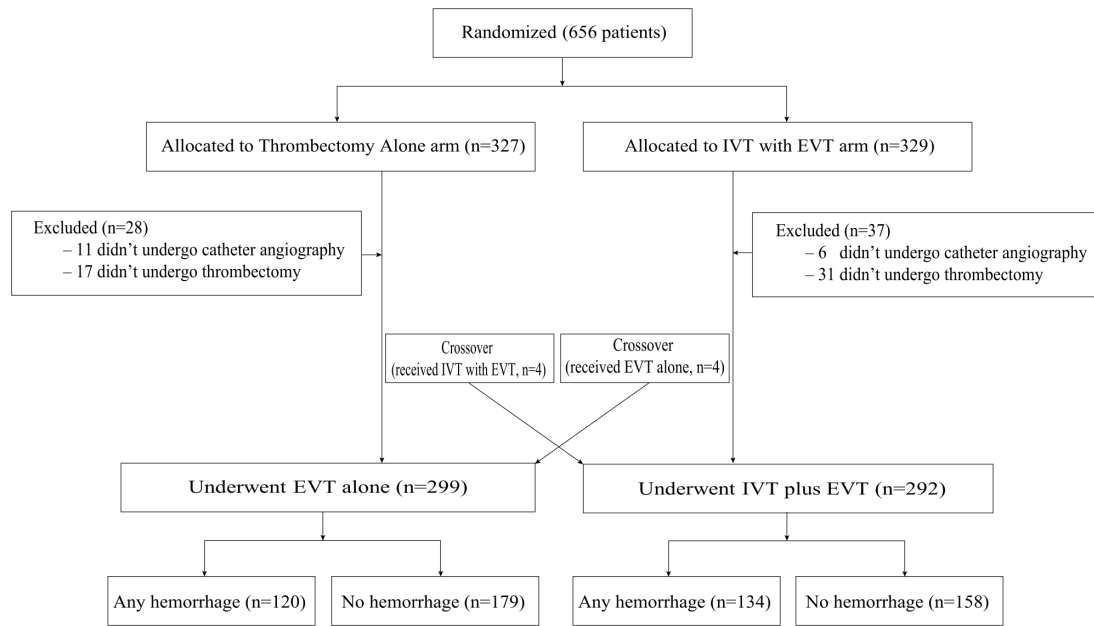 Randomized (656 patients)
Allocated to Thrombectomy Alone arm (n=327)
Allocated to IVT with EVT arm (n=329)
Excluded (n=28)
– 11 didn’t undergo catheter angiography
– 17 didn’t undergo thrombectomy
Excluded (n=37)
– 6 didn’t undergo catheter angiography
– 31 didn’t undergo thrombectomy
Crossover
(received IVT with EVT, n=4)
Crossover
(received EVT alone, n=4)
Underwent EVT alone (n=299)
Underwent IVT plus EVT (n=292)
Any hemorrhage (n=120)
No hemorrhage (n=179)
Any hemorrhage (n=134)
No hemorrhage (n=158)